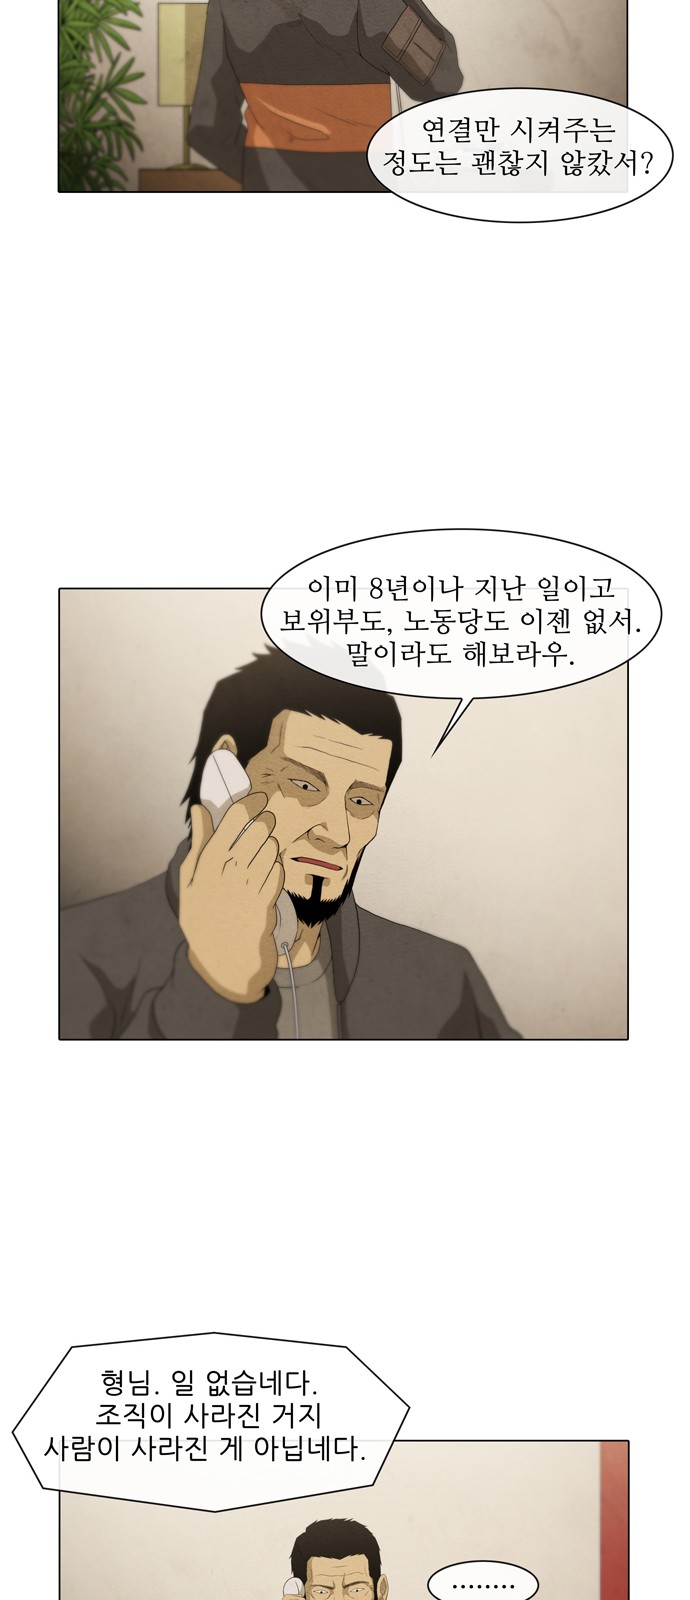 연결만 시켜주는
정도는 괜찮지 않캈서?
이미 8년이나 지난 일이고
보위부도, 노동당도 이젠 없서.
말이라도 해보라우.
형님. 일 없습네다.
조직이 사라진 거지
사람이 사라진 게 아닙네다.
........